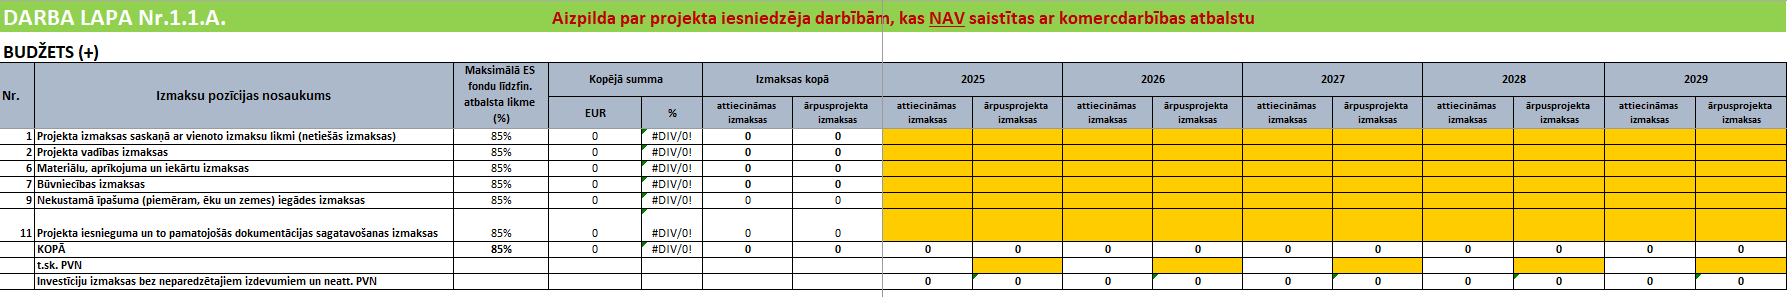 DARBA LAPA Nr.1.1.A. Aizpilda par projekta iesniedzēja darbībām, kas NAV saistītas ar komercdarbības atbalstu
BUDŽETS (+)
Nr. Izmaksu pozīcijas nosaukums Maksimālā ES fondu līdzfin. atbalsta likme (%) Kopējā summa Izmaksas kopā 2025 2026 2027 2028 2029
EUR % attiecināmas izmaksas ārpusprojekta izmaksas attiecināmas izmaksas ārpusprojekta izmaksas attiecināmas izmaksas ārpusprojekta izmaksas attiecināmas izmaksas ārpusprojekta izmaksas attiecināmas izmaksas ārpusprojekta izmaksas attiecināmas izmaksas ārpusprojekta izmaksas
1 Projekta izmaksas saskaņā ar vienoto izmaksu likmi (netiešās izmaksas) 85% 0 #DIV/0! 0 0
2 Projekta vadības izmaksas 85% 0 #DIV/0! 0 0
6 Materiālu, aprīkojuma un iekārtu izmaksas 85% 0 #DIV/0! 0 0
7 Būvniecības izmaksas 85% 0 #DIV/0! 0 0
9 Nekustamā īpašuma (piemēram, ēku un zemes) iegādes izmaksas 85% 0 #DIV/0! 0 0
11 Projekta iesnieguma un to pamatojošās dokumentācijas sagatavošanas izmaksas 85% 0 #DIV/0! 0 0
KOPĀ 85% 0 #DIV/0! 0 0 0 0 0 0 0 0 0 0 0 0
t.sk. PVN
Investīciju izmaksas bez neparedzētajiem izdevumiem un neatt. PVN 0 0 0 0 0 0 0 0 0 0